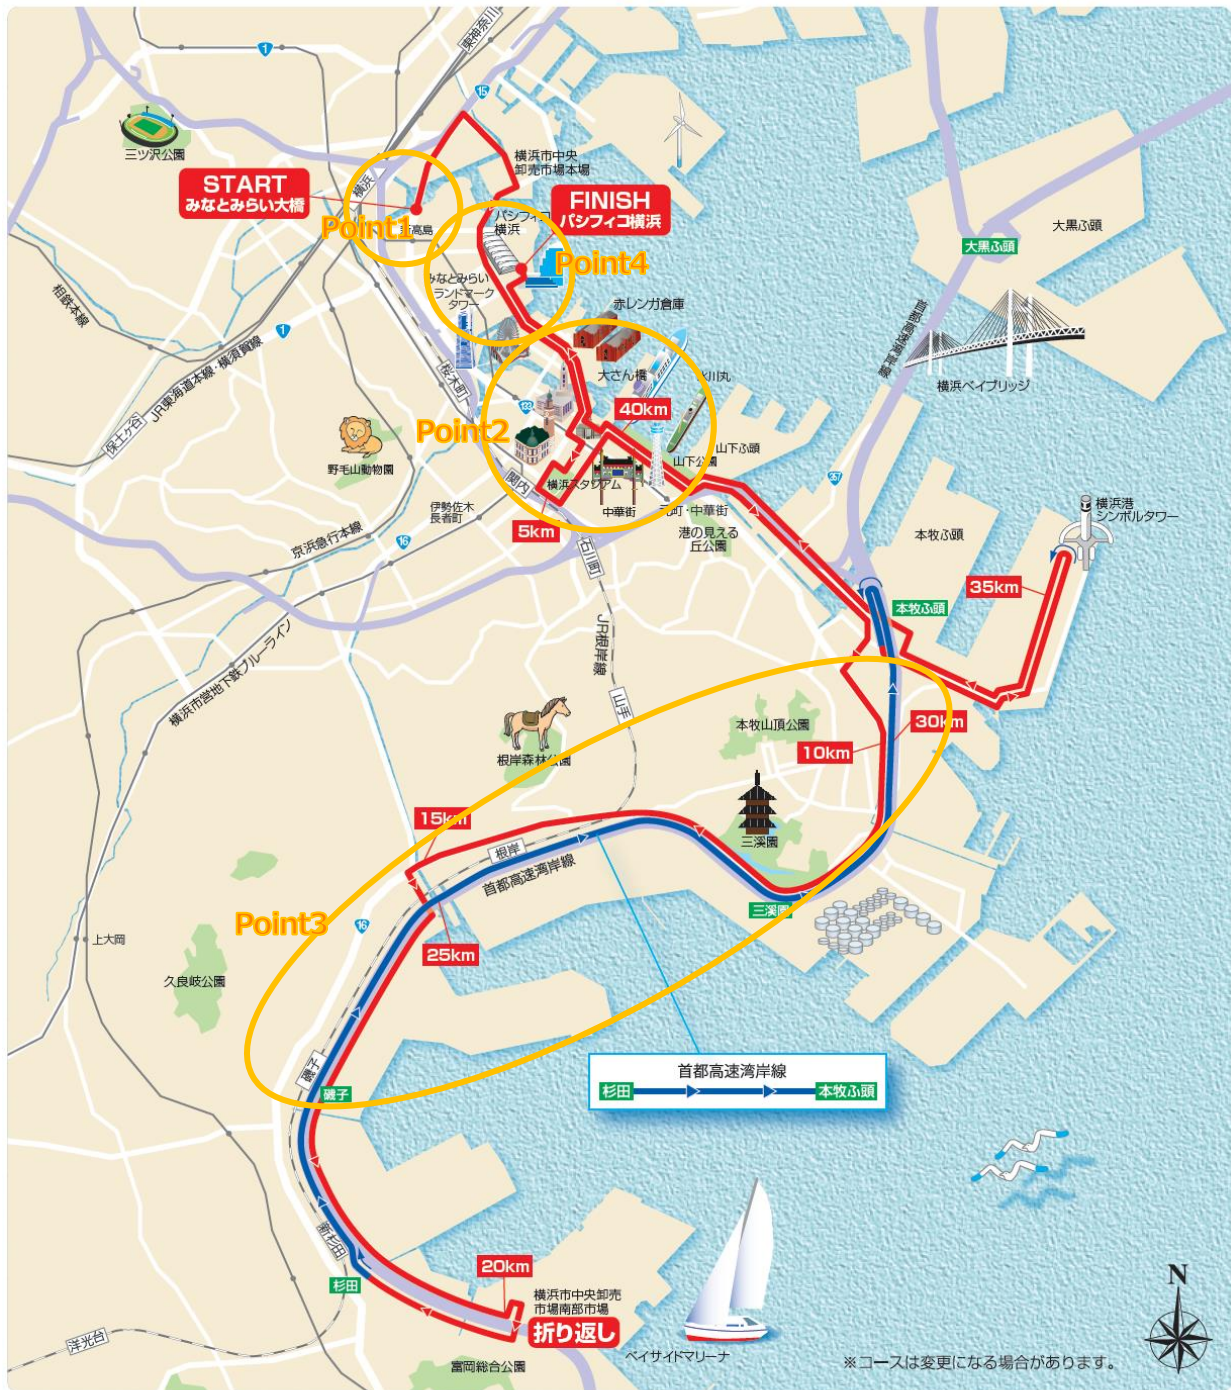 東神奈川
1
15
三ツ沢公園
横浜市中央
卸売市場本場
横浜
START
みなとみらい大橋
FINISH
パシフィコ横浜
Point1
新高島
パシフィコ
横浜
Point4
大黒ふ頭
大黒ふ頭
みなとみらい
ランドマーク
タワー
相鉄本線
赤レンガ倉庫
首都高速湾岸線
1
JR東海道本線・横須賀線
桜木町
大さん橋
氷川丸
横浜ベイブリッジ
保土ヶ谷
133
40km
Point2
野毛山動物園
山下公園
山下ふ頭
関内
横浜スタジアム
357
中華街
元町・中華街
伊勢佐木
長者町
5km
横浜港
シンボルタワー
港の見える
丘公園
本牧ふ頭
京浜急行本線
16
石川町
35km
本牧ふ頭
横浜市営地下鉄ブルーライン
JR根岸線
山手
本牧山頂公園
30km
10km
根岸森林公園
15km
根岸
三溪園
首都高速湾岸線
三溪園
Point3
16
上大岡
25km
久良岐公園
首都高速湾岸線
杉田
本牧ふ頭
磯子
磯子
新杉田
杉田
20km
横浜市中央卸売
市場南部市場
折り返し
洋光台
ベイサイドマリーナ
富岡総合公園
N
※コースは変更になる場合があります。